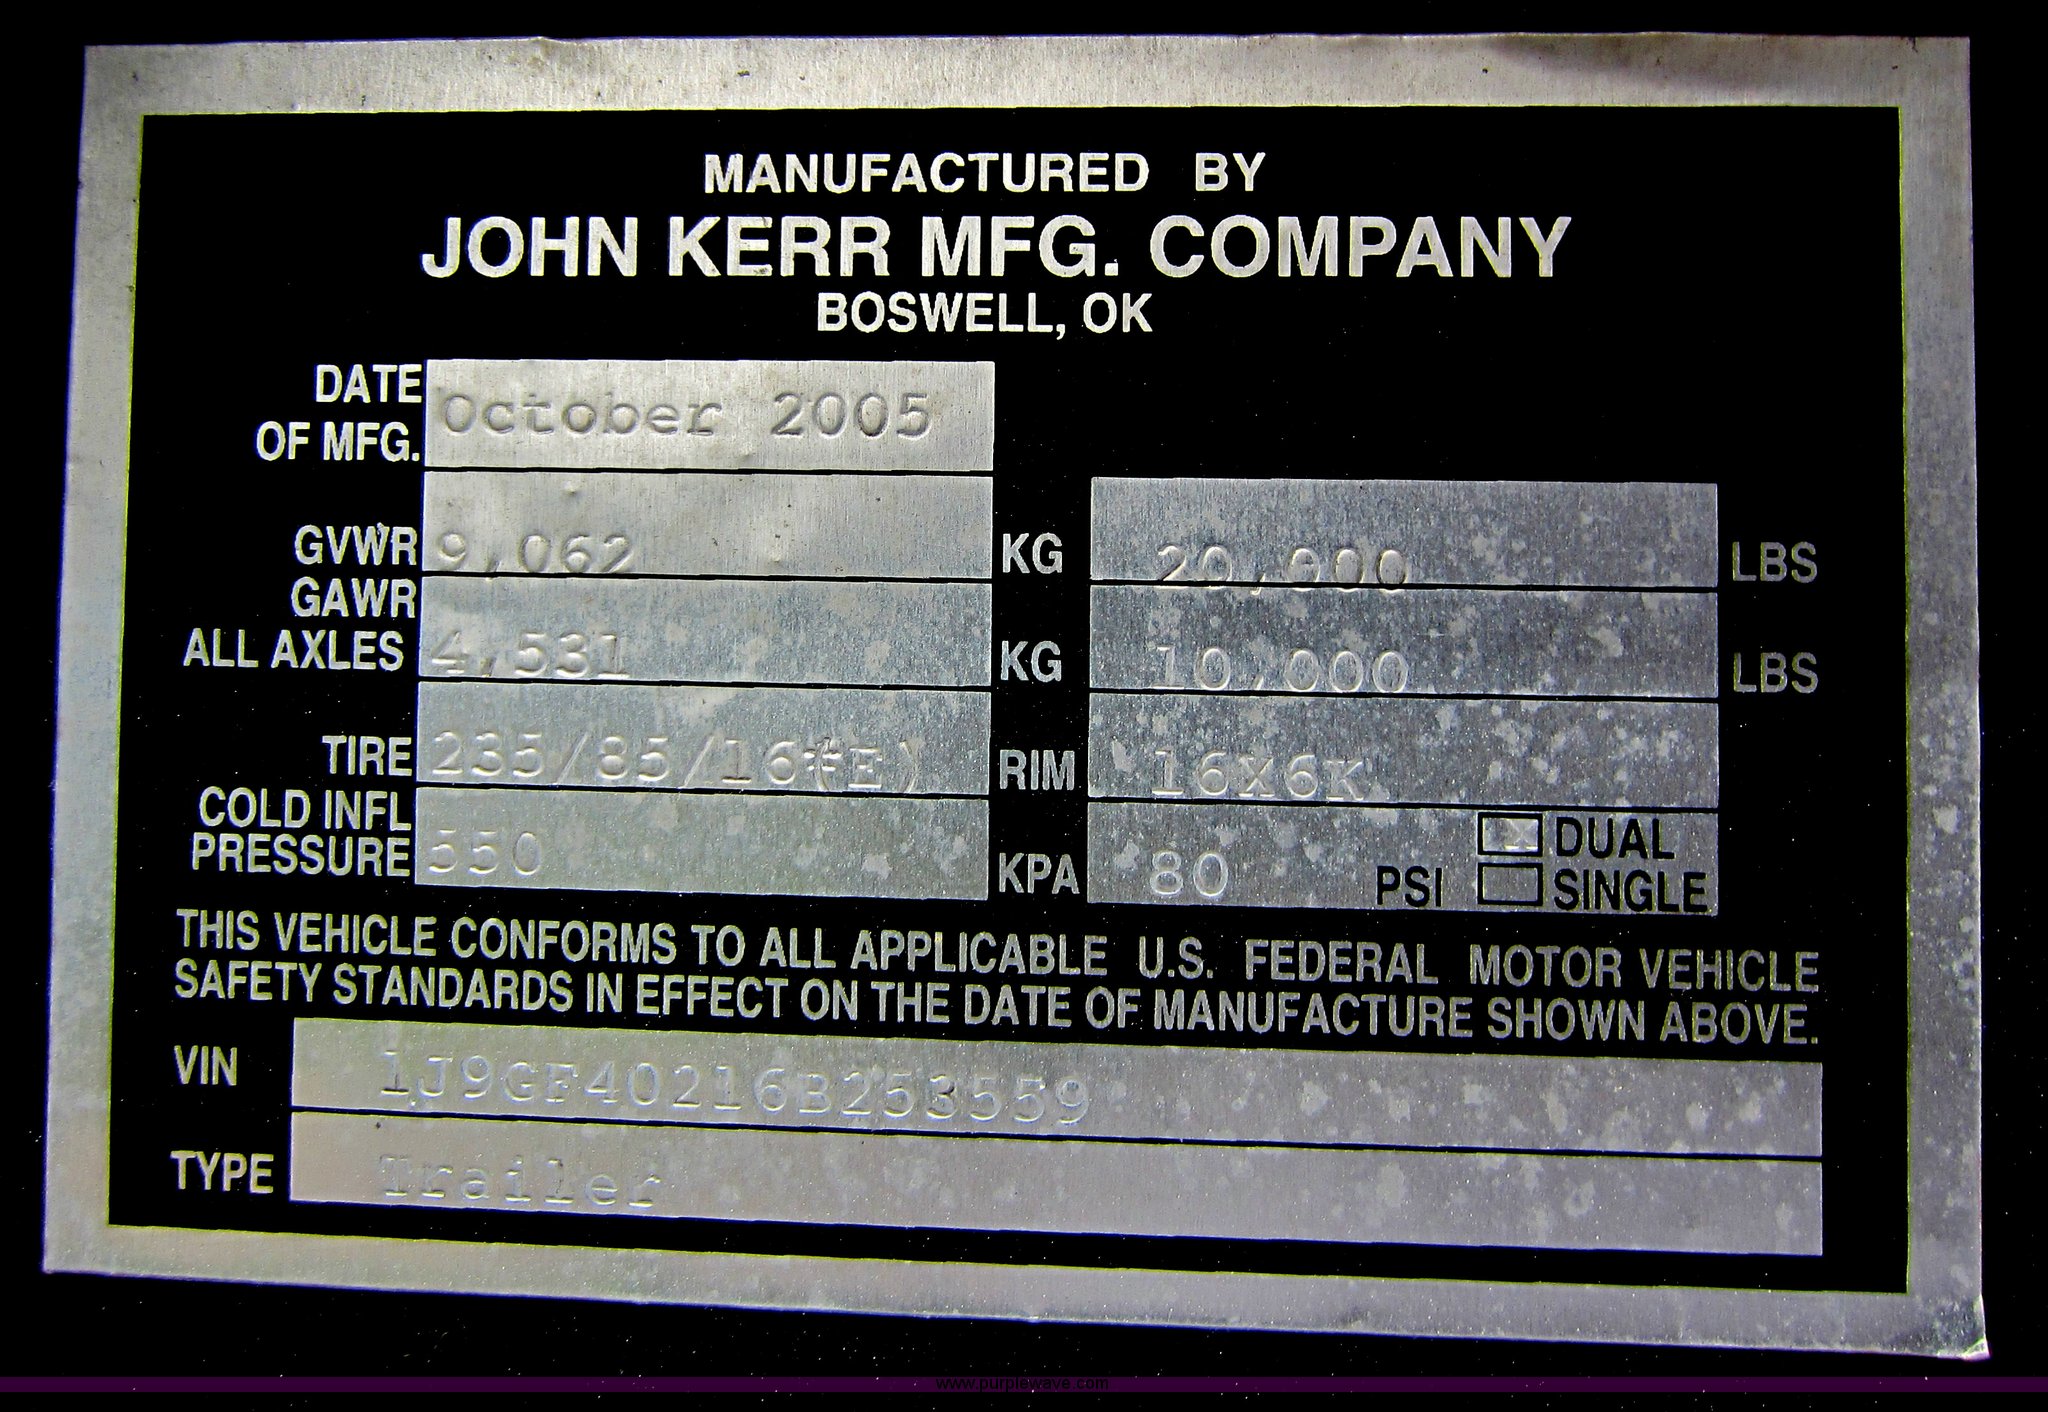 MANUFACTURED BY
JOHN KERR MFG. COMPANY
BOSWELL, OK
DATE OF MFG. October 2005
GVWR 9,062 KG 20,000 LBS
GAWR ALL AXLES 4,531 KG 10,000 LBS
TIRE 235/85/16*(E) RIM 16x6K
COLD INFL PRESSURE 550 KPA 80 PSI X DUAL
SINGLE
THIS VEHICLE CONFORMS TO ALL APPLICABLE U.S. FEDERAL MOTOR VEHICLE
SAFETY STANDARDS IN EFFECT ON THE DATE OF MANUFACTURE SHOWN ABOVE.
VIN 1J9GF40216B253559
TYPE Trailer
www.purplewave.com